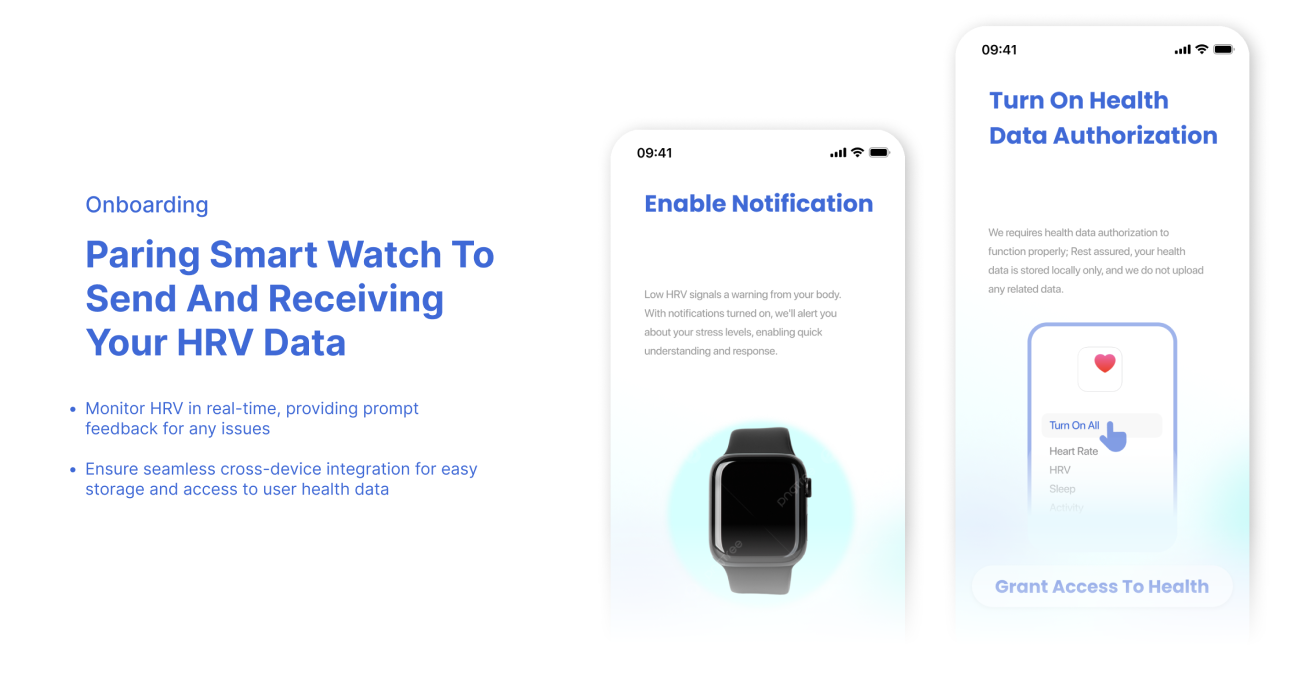 Onboarding
Paring Smart Watch To
Send And Receiving
Your HRV Data
• Monitor HRV in real-time, providing prompt
feedback for any issues
• Ensure seamless cross-device integration for easy
storage and access to user health data
09:41
Enable Notification
Low HRV signals a warning from your body.
With notifications turned on, we'll alert you
about your stress levels, enabling quick
understanding and response.
09:41
Turn On Health
Data Authorization
We requires health data authorization to
function properly; Rest assured, your health
data is stored locally only, and we do not upload
any related data.
Turn On All
Heart Rate
HRV
Sleep
Activity
Grant Access To Health